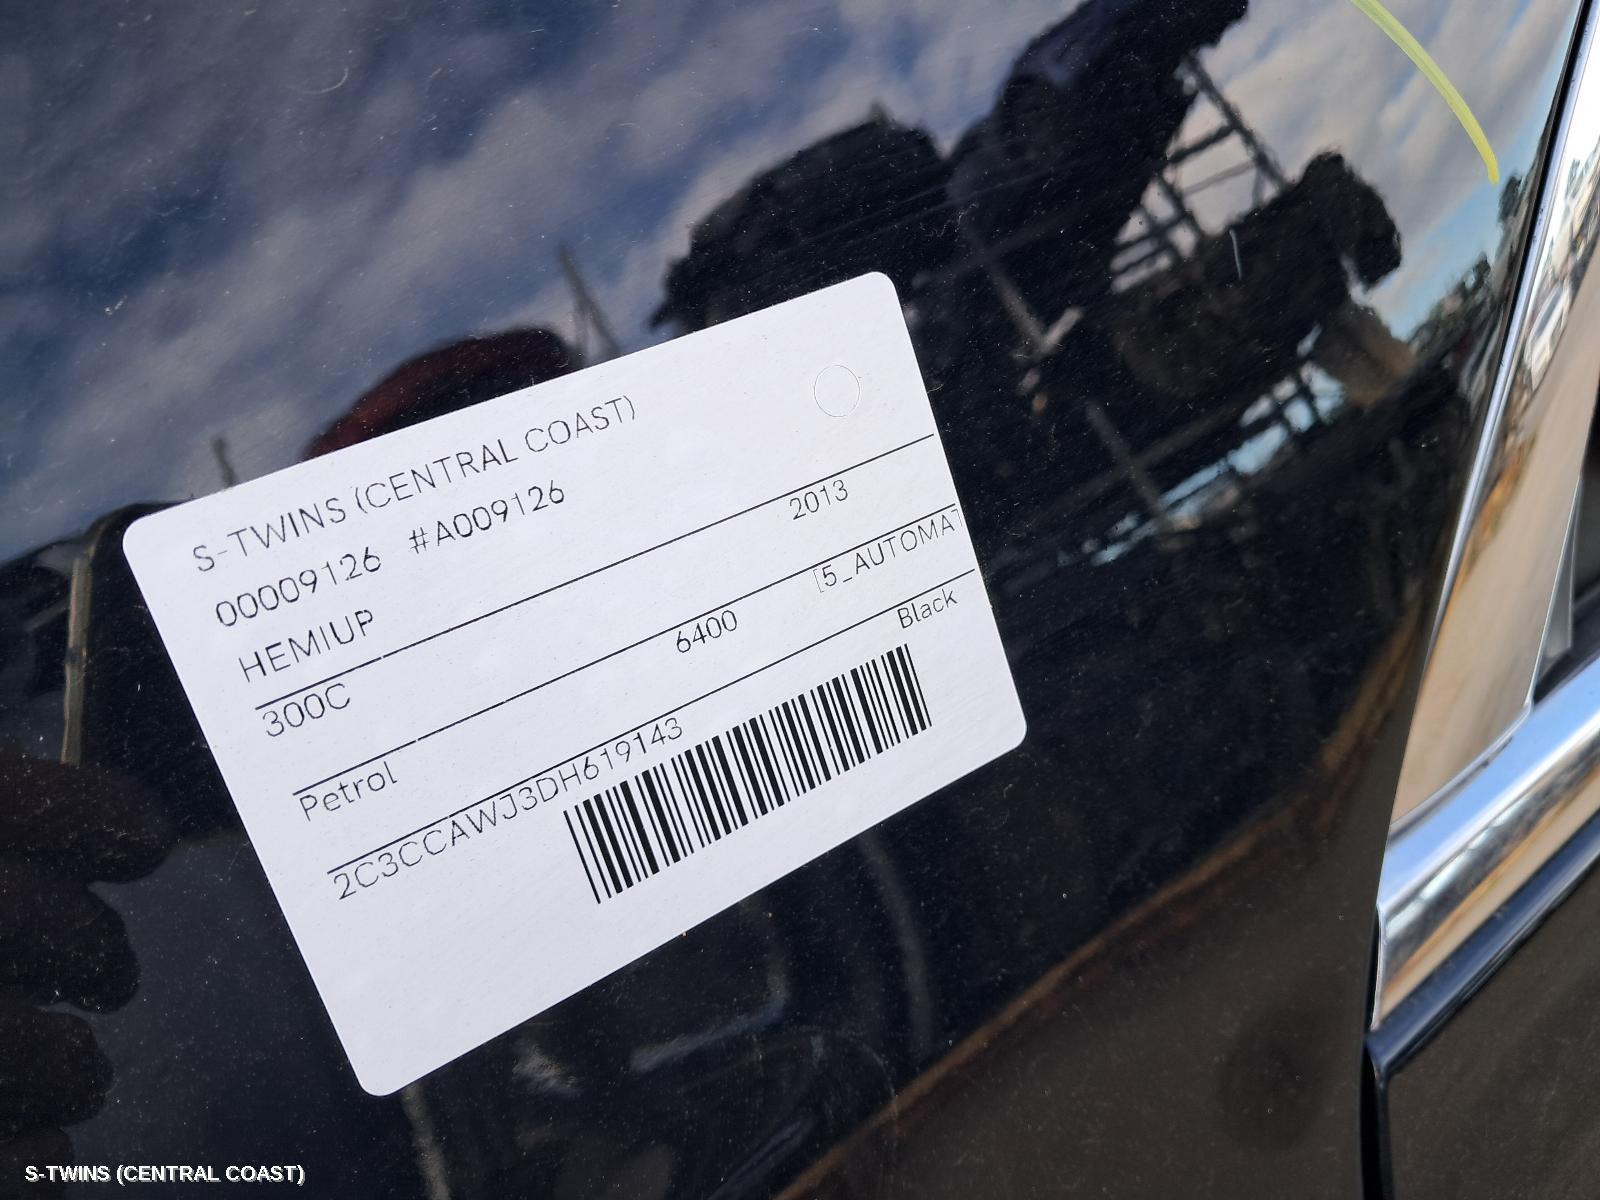 S-TWINS (CENTRAL COAST)
00009126 #A009126
HEMIUP
300C 2013
Petrol 6400 [5_AUTOMAT
2C3CCAWJ3DH619143 Black
S-TWINS (CENTRAL COAST)